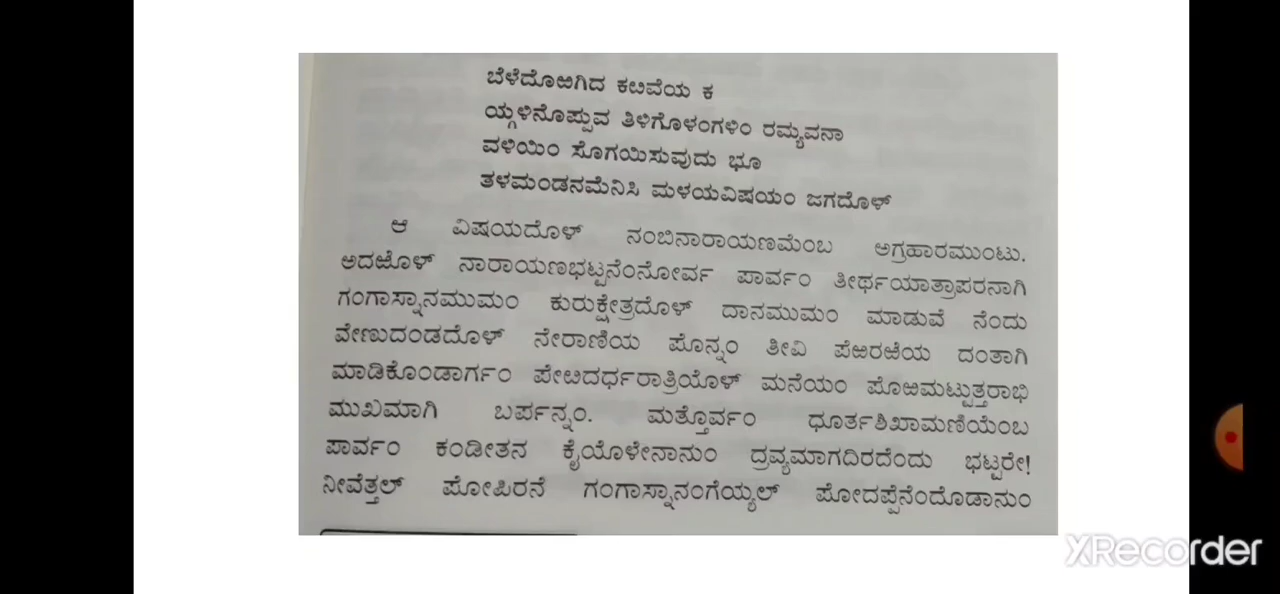 ಬೆಳೆದೊಱಗಿದ ಕೞವೆಯ ಕ
ಯ್ಗಳಿನೊಪ್ಪುವ ತಿಳಿಗೊಳಂಗಳಿಂ ರಮ್ಯವನಾ
ವಳಿಯಿಂ ಸೊಗಯಿಸುವುದು ಭೂ
ತಳಮಂಡನಮೆನಿಸಿ ಮಳಯವಿಷಯಂ ಜಗದೊಳ್
ಆ ವಿಷಯದೊಳ್ ನಂಬಿನಾರಾಯಣಮೆಂಬ ಅಗ್ರಹಾರಮುಂಟು.
ಅದಱೊಳ್ ನಾರಾಯಣಭಟ್ಟನೆಂನೋರ್ವ ಪಾರ್ವಂ ತೀರ್ಥಯಾತ್ರಾಪರನಾಗಿ
ಗಂಗಾಸ್ನಾನಮುಮಂ ಕುರುಕ್ಷೇತ್ರದೊಳ್ ದಾನಮುಮಂ ಮಾಡುವೆ ನೆಂದು
ವೇಣುದಂಡದೊಳ್ ನೇರಾಣಿಯ ಪೊನ್ನಂ ತೀವಿ ಪೆಱರಱಿಯ ದಂತಾಗಿ
ಮಾಡಿಕೊಂಡಾರ್ಗಂ ಪೇೞದರ್ಧರಾತ್ರಿಯೊಳ್ ಮನೆಯಂ ಪೊಱಮಟ್ಟುತ್ತರಾಭಿ
ಮುಖಮಾಗಿ ಬರ್ಪನ್ನಂ. ಮತ್ತೊರ್ವಂ ಧೂರ್ತಶಿಖಾಮಣಿಯೆಂಬ
ಪಾರ್ವಂ ಕಂಡೀತನ ಕೈಯೊಳೇನಾನುಂ ದ್ರವ್ಯಮಾಗದಿರದೆಂದು ಭಟ್ಟರೇ!
ನೀವೆತ್ತಲ್ ಪೋಪಿರನೆ ಗಂಗಾಸ್ನಾನಂಗೆಯ್ಯಲ್ ಪೋದಪ್ಪೆನೆಂದೊಡಾನುಂ
XRecorder